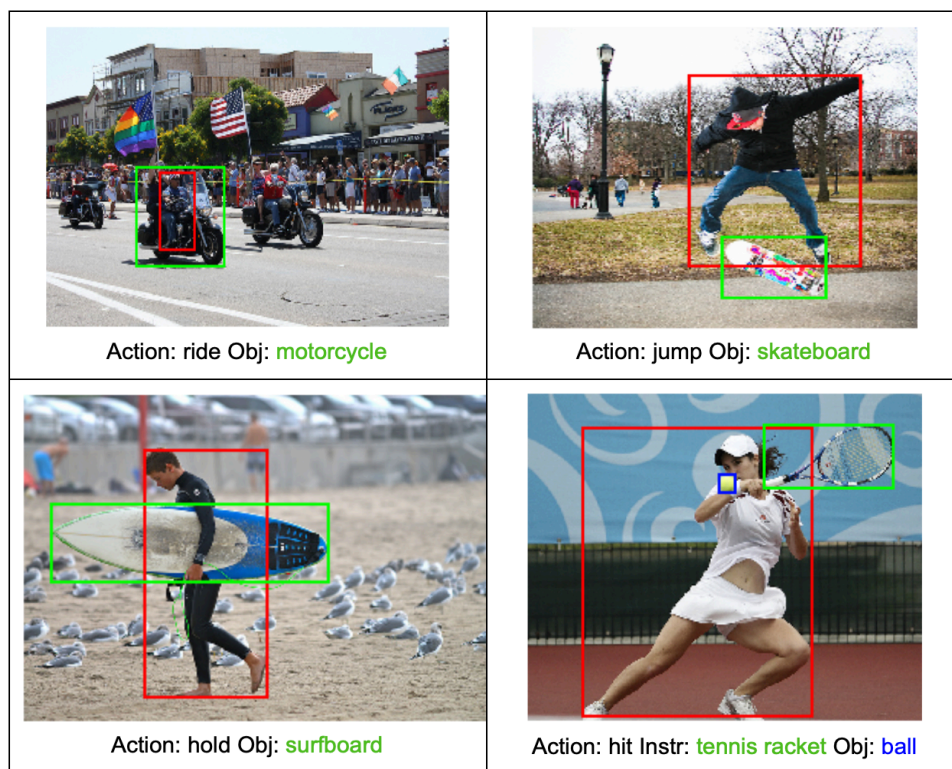 Action: ride Obj: motorcycle
Action: jump Obj: skateboard
Action: hold Obj: surfboard
Action: hit Instr: tennis racket Obj: ball